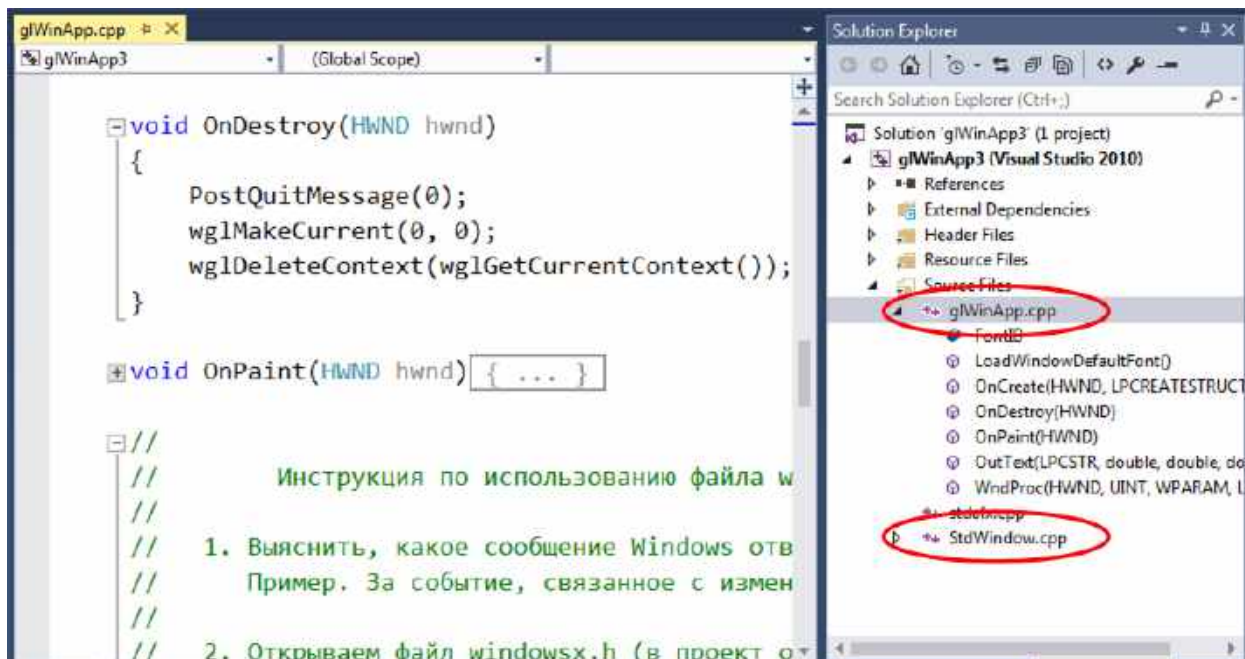 glWinApp.cpp
glWinApp3 (Global Scope)
void OnDestroy(HWND hwnd)
{
PostQuitMessage(0);
wglMakeCurrent(0, 0);
wglDeleteContext(wglGetCurrentContext());
}
void OnPaint(HWND hwnd) { ... }
//
// Инструкция по использованию файла w
//
// 1. Выяснить, какое сообщение Windows отв
// Пример. За событие, связанное с измен
//
// 2. Открываем файл windowsx.h (в проект о
Solution Explorer
Search Solution Explorer (Ctrl+;)
Solution 'glWinApp3' (1 project)
glWinApp3 (Visual Studio 2010)
References
External Dependencies
Header Files
Resource Files
Source Files
glWinApp.cpp
LoadWindowDefaultFont()
OnCreate(HWND, LPCREATESTRUCT
OnDestroy(HWND)
OnPaint(HWND)
OutText(LPCSTR, double, double, do
WndProc(HWND, UINT, WPARAM, L
stdafx.cpp
StdWindow.cpp